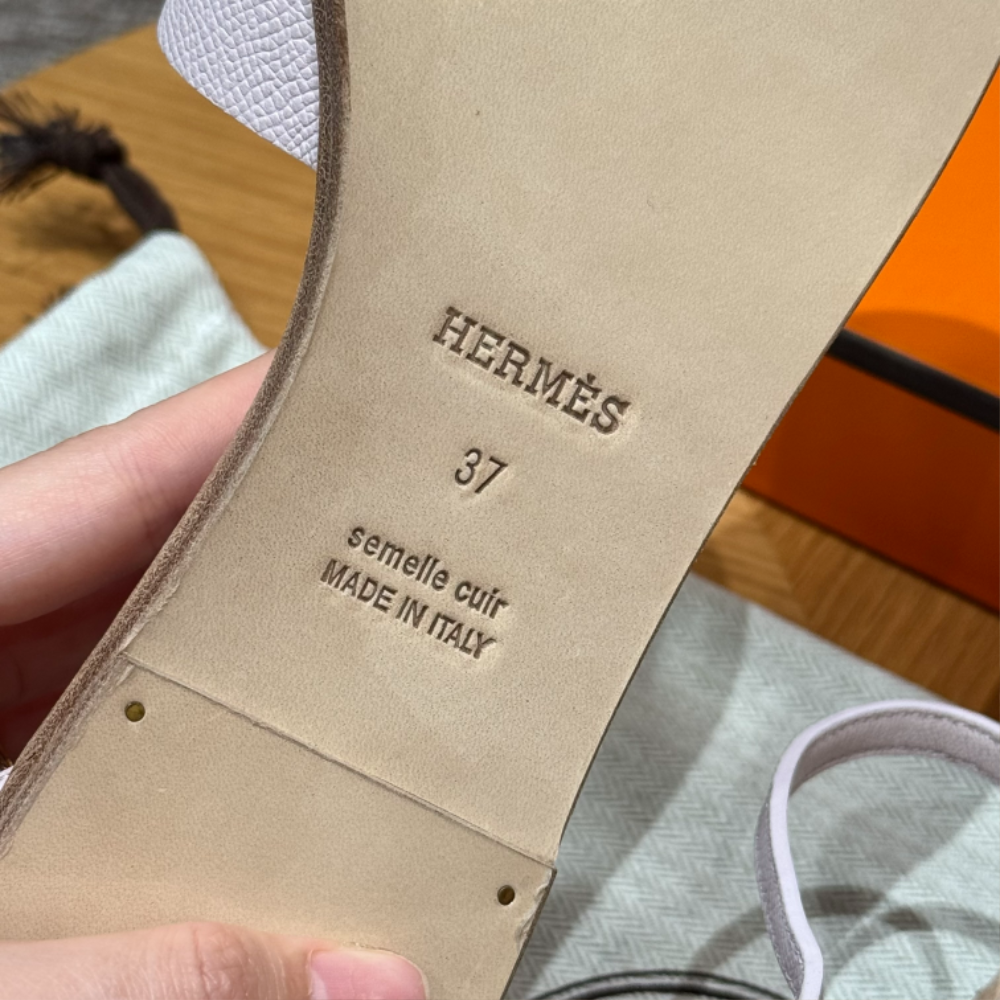 HERMÈS
37
semelle cuir
MADE IN ITALY